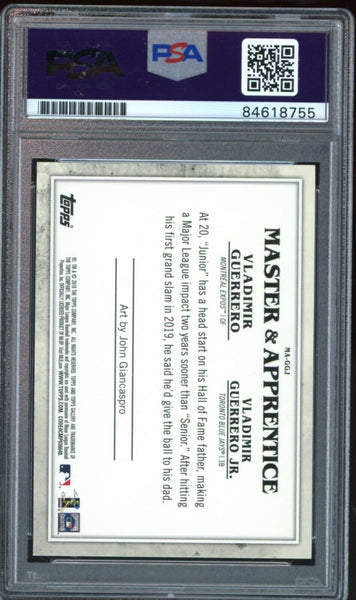 PSA
PSA
84618755
MA-GGJ
MASTER & APPRENTICE
VLADIMIR GUERRERO
MONTREAL EXPOS™ | OF
VLADIMIR GUERRERO JR.
TORONTO BLUE JAYS® | 3B
At 20, "Junior" has a head start on his Hall of Fame father, making
a Major League impact two years sooner than "Senior." After hitting
his first grand slam in 2019, he said he'd give the ball to his dad.
Art by John Giancaspro
topps